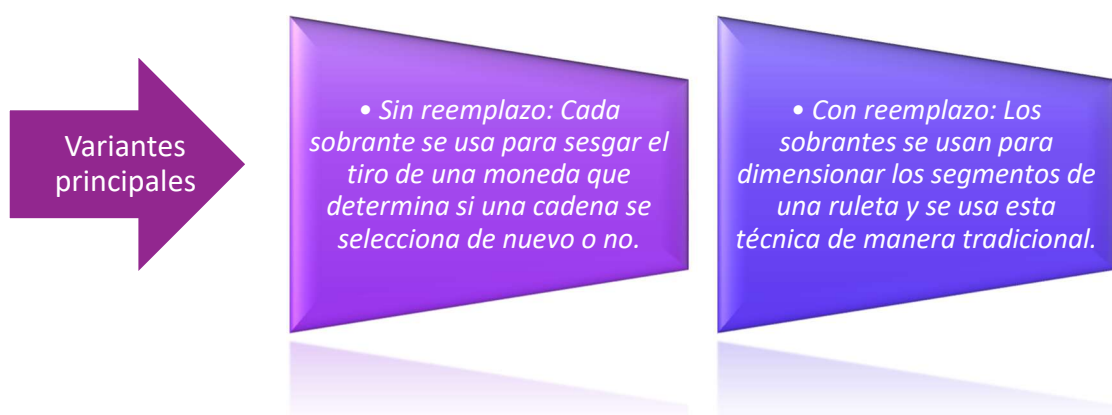 Variantes
principales
• Sin reemplazo: Cada
sobrante se usa para sesgar el
tiro de una moneda que
determina si una cadena se
selecciona de nuevo o no.
• Con reemplazo: Los
sobrantes se usan para
dimensionar los segmentos de
una ruleta y se usa esta
técnica de manera tradicional.